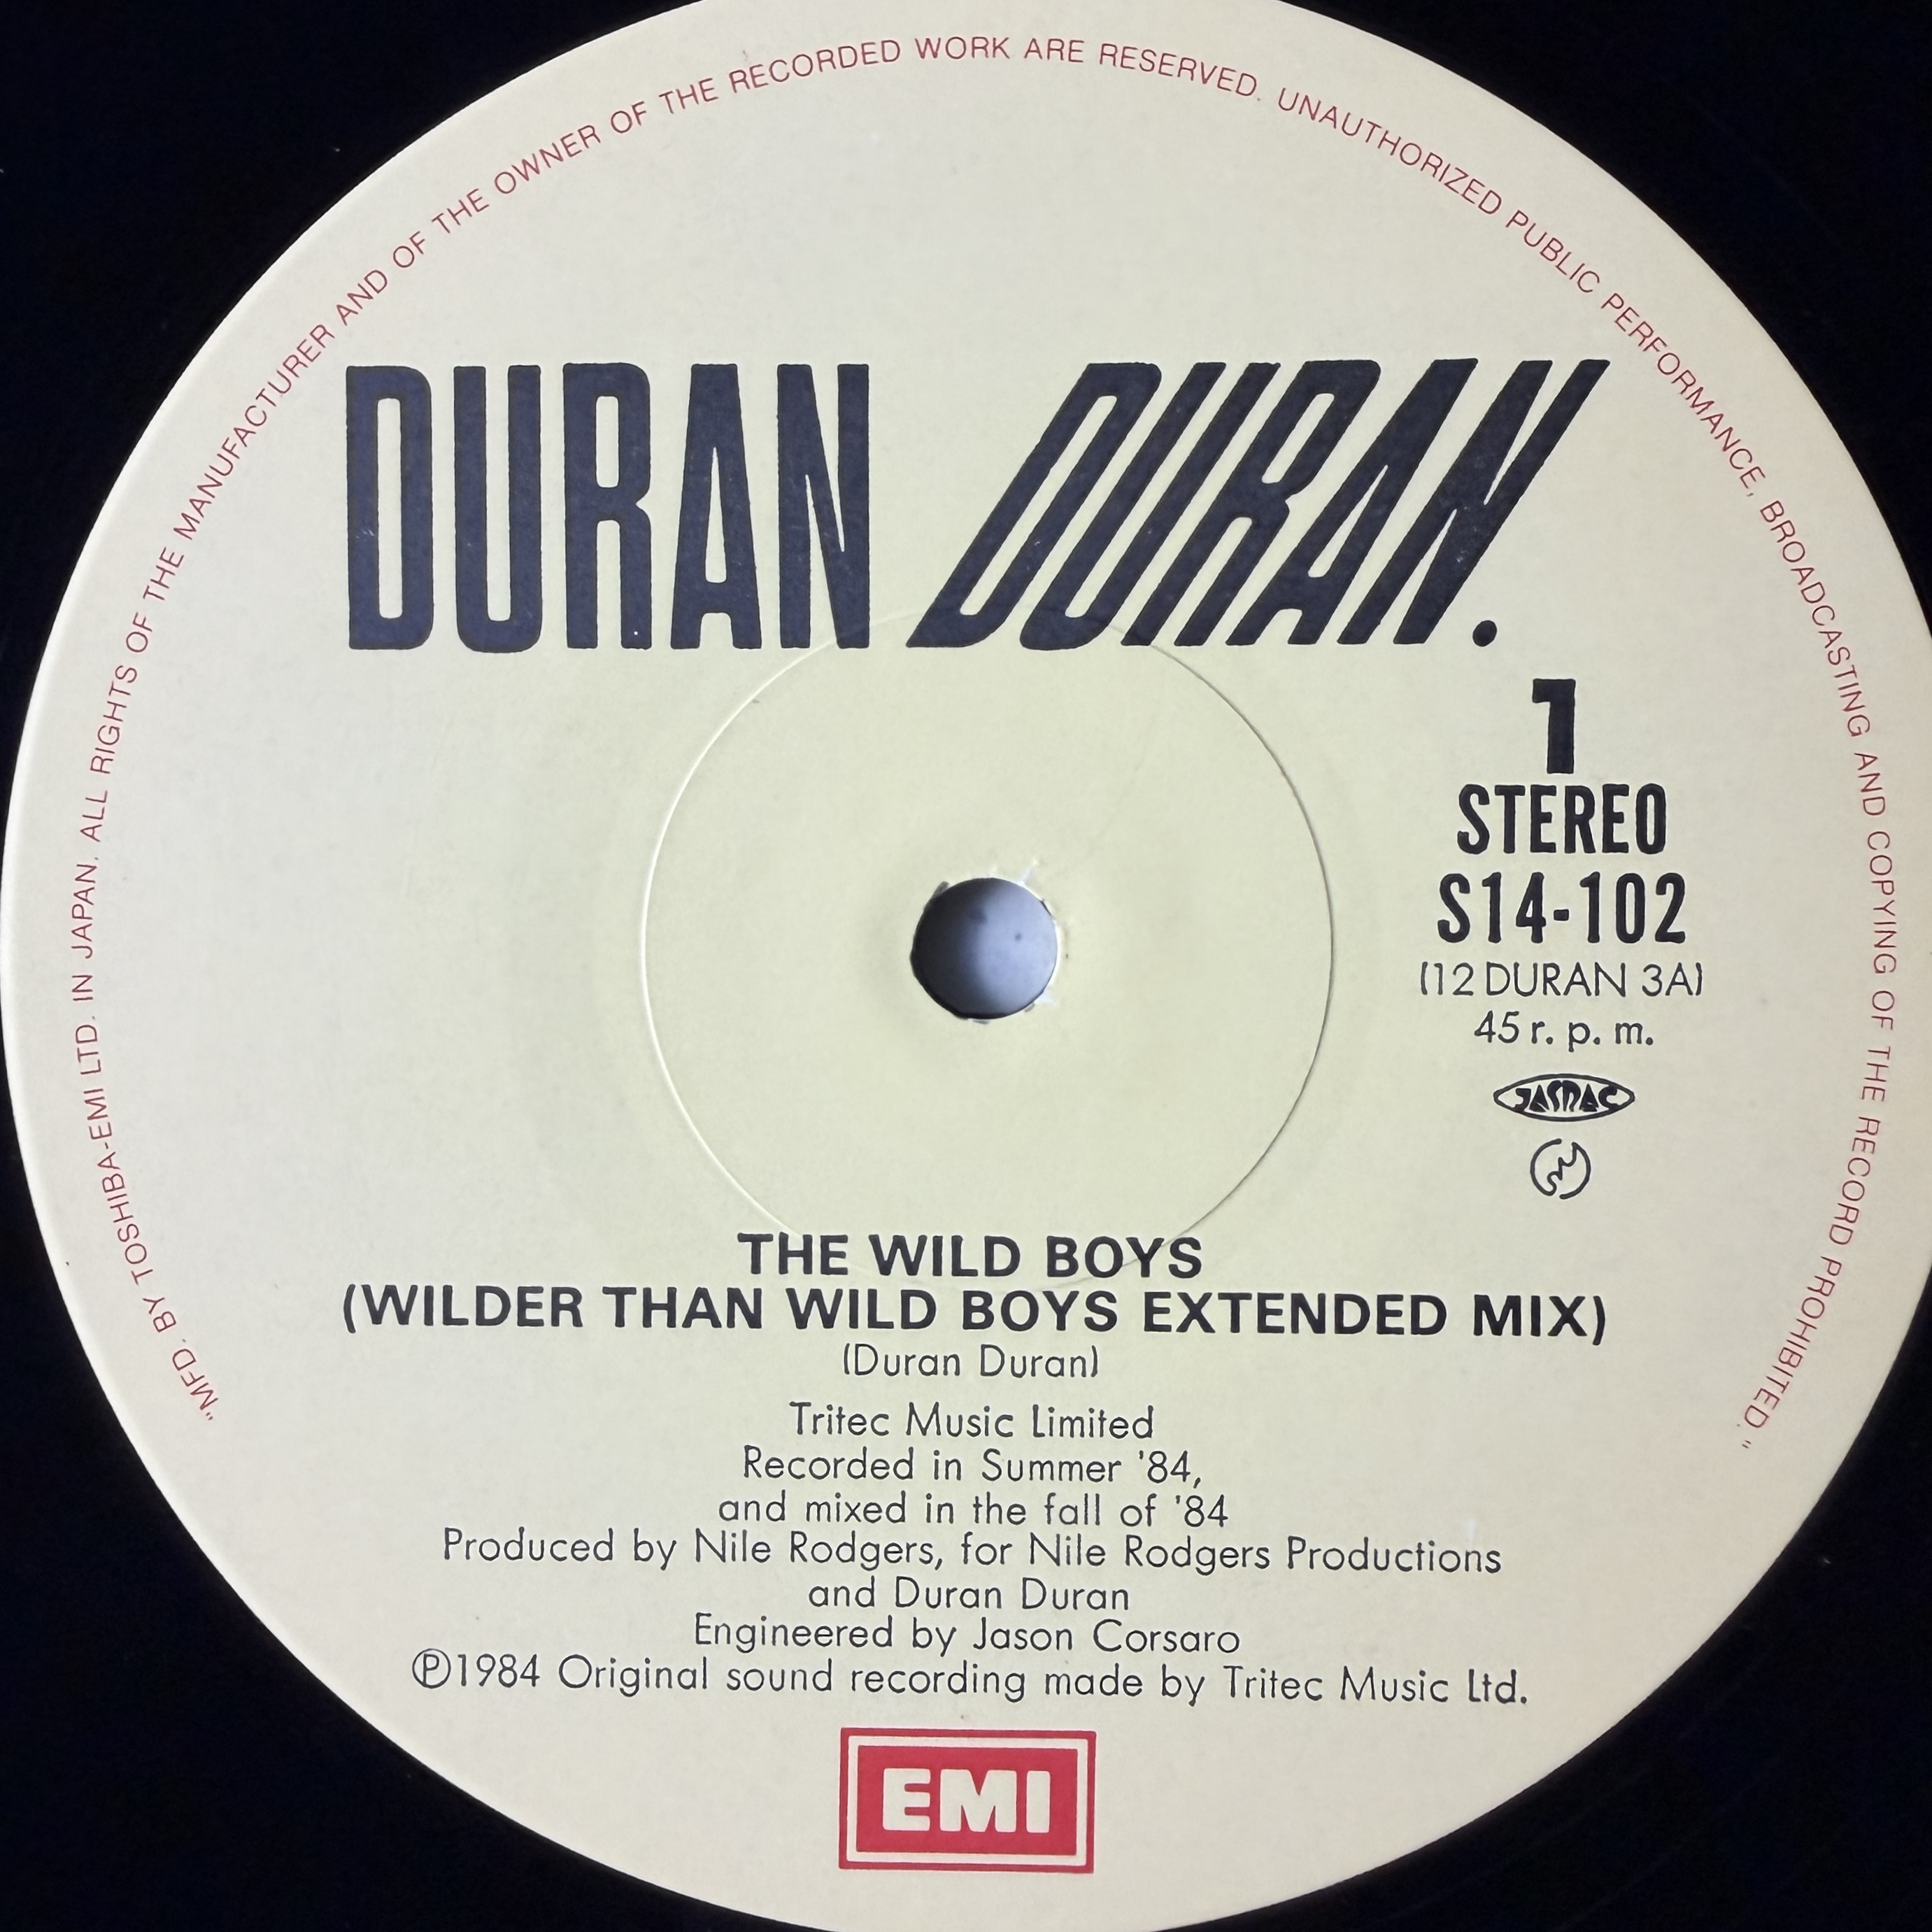 "MFD. BY TOSHIBA-EMI LTD. IN JAPAN. ALL RIGHTS OF THE MANUFACTURER AND OF THE OWNER OF THE RECORDED WORK ARE RESERVED. UNAUTHORIZED PUBLIC PERFORMANCE, BROADCASTING AND COPYING OF THE RECORD PROHIBITED."
DURAN DURAN.
1
STEREO
S14-102
(12 DURAN 3A)
45 r. p. m.
JASRAC
THE WILD BOYS
(WILDER THAN WILD BOYS EXTENDED MIX)
(Duran Duran)
Tritec Music Limited
Recorded in Summer '84,
and mixed in the fall of '84
Produced by Nile Rodgers, for Nile Rodgers Productions
and Duran Duran
Engineered by Jason Corsaro
℗1984 Original sound recording made by Tritec Music Ltd.
EMI